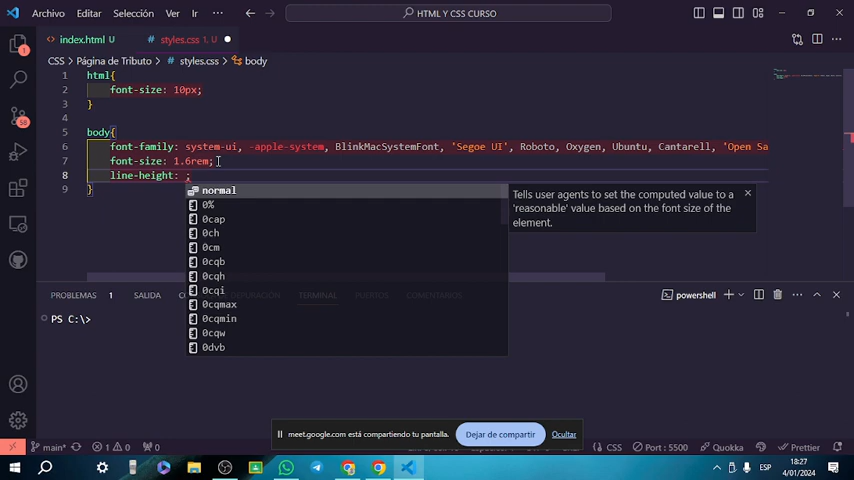 Archivo Editar Selección Ver Ir ··· HTML Y CSS CURSO
index.html U styles.css 1, U
CSS > Página de Tributo > # styles.css > body
1 html{
2 font-size: 10px;
3 }
4
5 body{
6 font-family: system-ui, -apple-system, BlinkMacSystemFont, 'Segoe UI', Roboto, Oxygen, Ubuntu, Cantarell, 'Open Sa
7 font-size: 1.6rem;
8 line-height: ;
9 }
normal
0%
0cap
0ch
0cm
0cqb
0cqh
0cqi
0cqmax
0cqmin
0cqw
0dvb
Tells user agents to set the computed value to a
'reasonable' value based on the font size of the
element.
PROBLEMAS 1 SALIDA DEPURACIÓN TERMINAL PUERTOS COMENTARIOS
powershell
PS C:\>
meet.google.com está compartiendo tu pantalla. Dejar de compartir Ocultar
main* 1 0 0 CSS Port : 5500 Quokka Prettier
ESP
18:27
4/01/2024